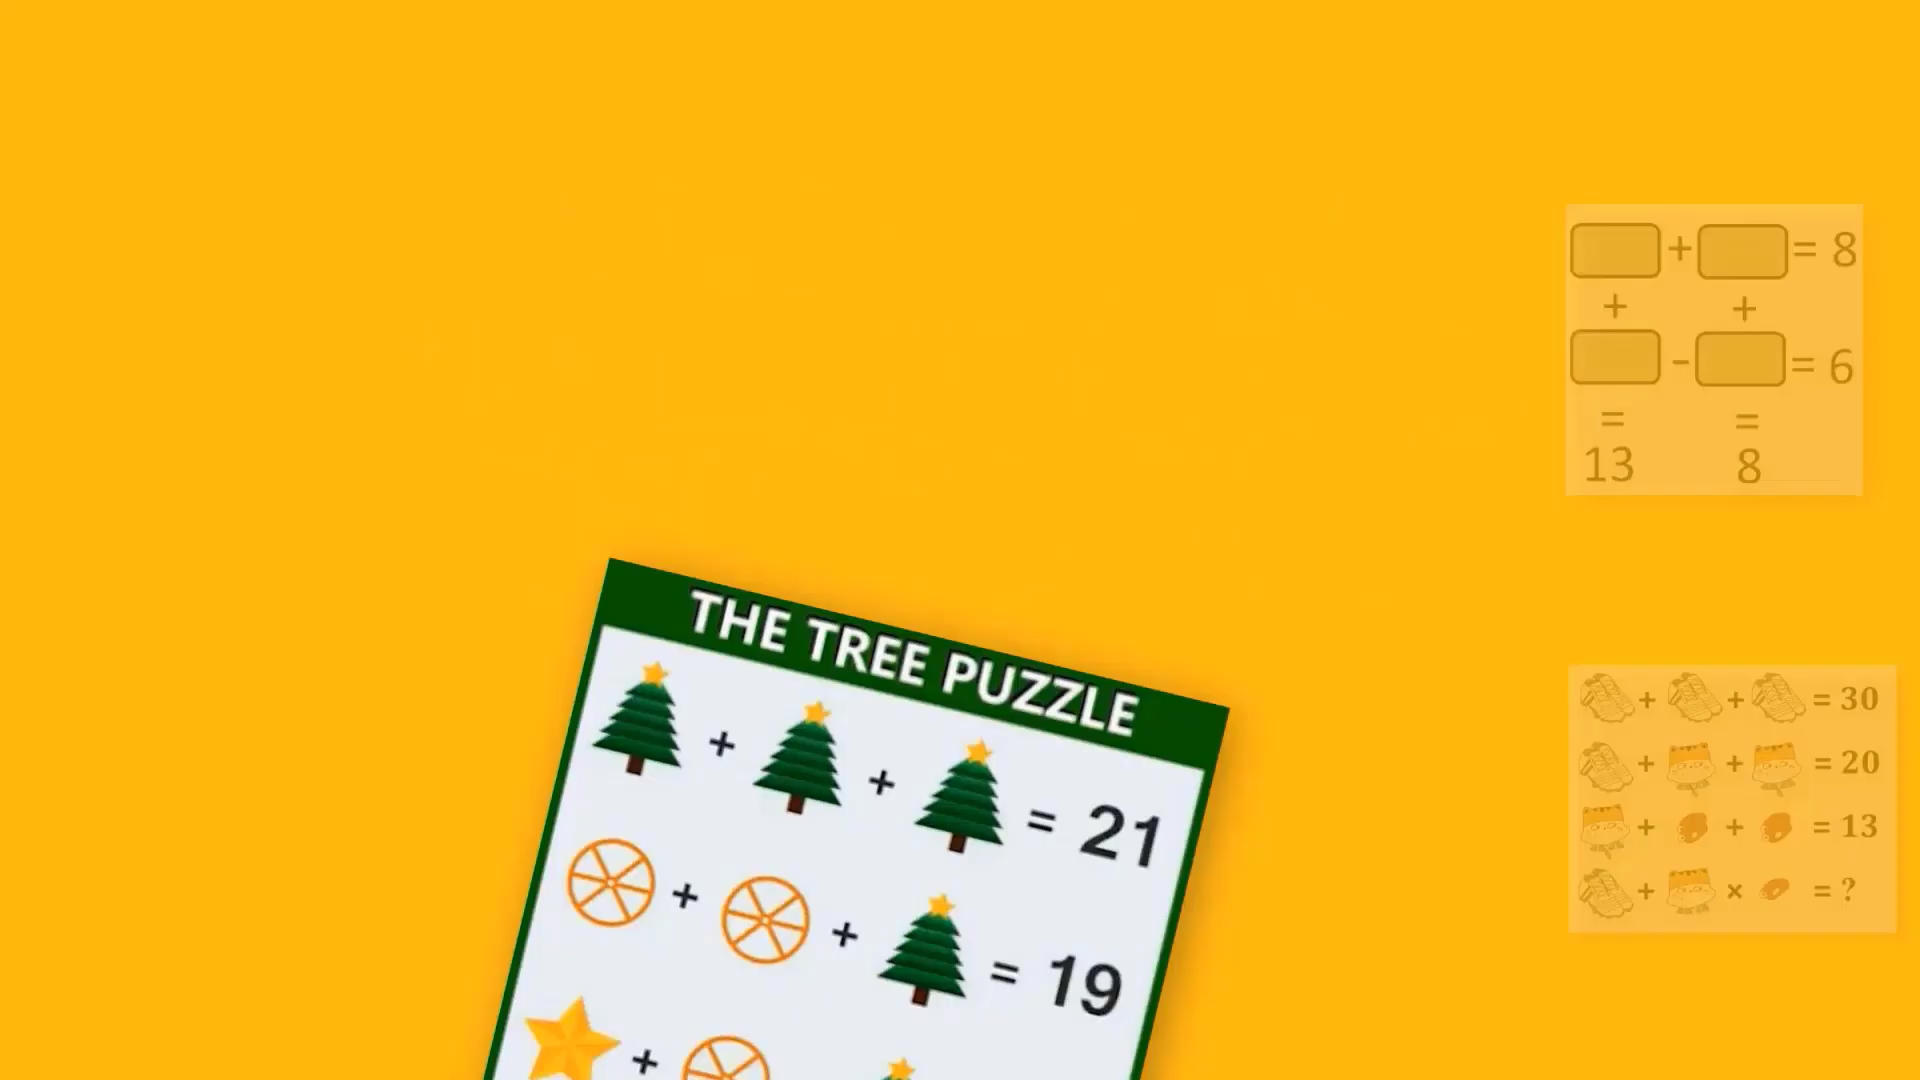 THE TREE PUZZLE
+ + = 21
+ + = 19
+
+ = 8
+ +
- = 6
= =
13 8
+ + = 30
+ + = 20
+ + = 13
+ × = ?